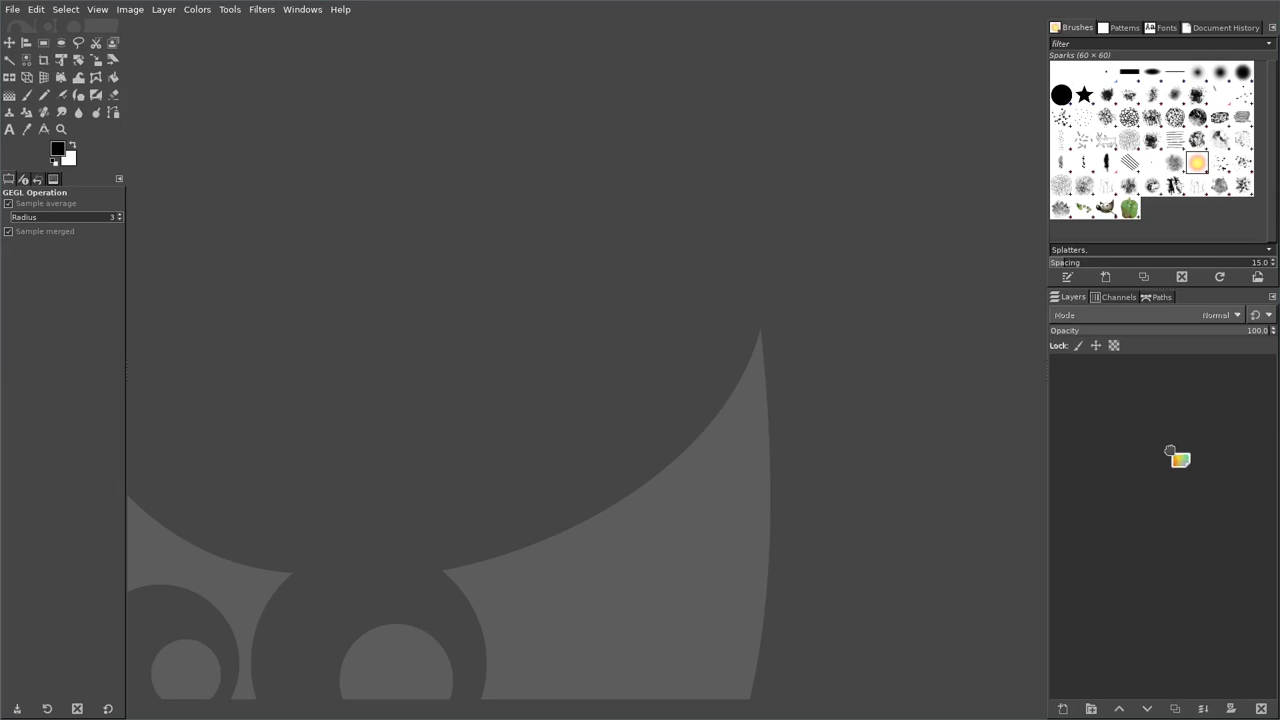 File Edit Select View Image Layer Colors Tools Filters Windows Help
Brushes Patterns Fonts Document History
filter
Sparks (60 × 60)
GEGL Operation
Sample average
Radius 3
Sample merged
Splatters,
Spacing 15.0
Layers Channels Paths
Mode Normal
Opacity 100.0
Lock: